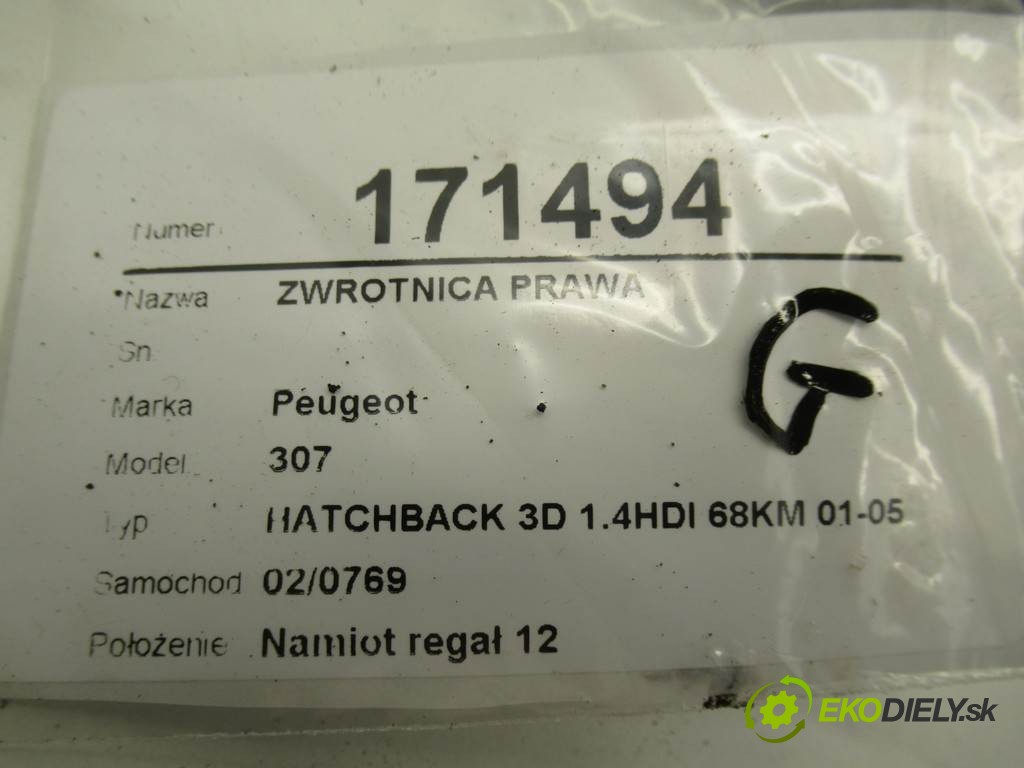 Numer 171494
Nazwa ZWROTNICA PRAWA
Sn
Marka Peugeot
Model 307
Typ HATCHBACK 3D 1.4HDI 68KM 01-05
Samochod 02/0769
Położenie Namiot regał 12
G
EKODIELY.sk